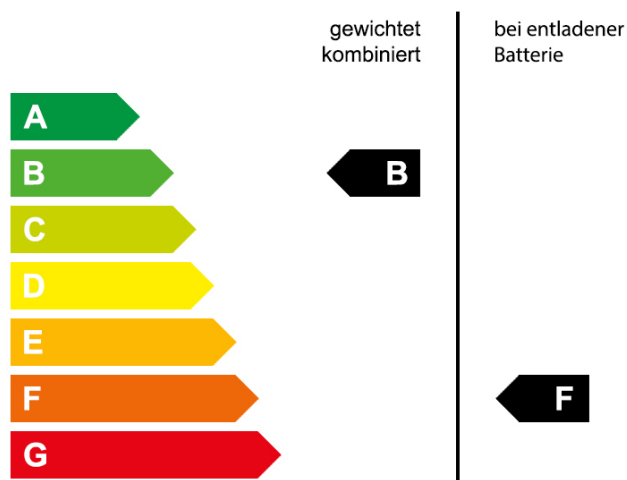 gewichtet
kombiniert
bei entladener
Batterie
A
B
B
C
D
E
F
F
G